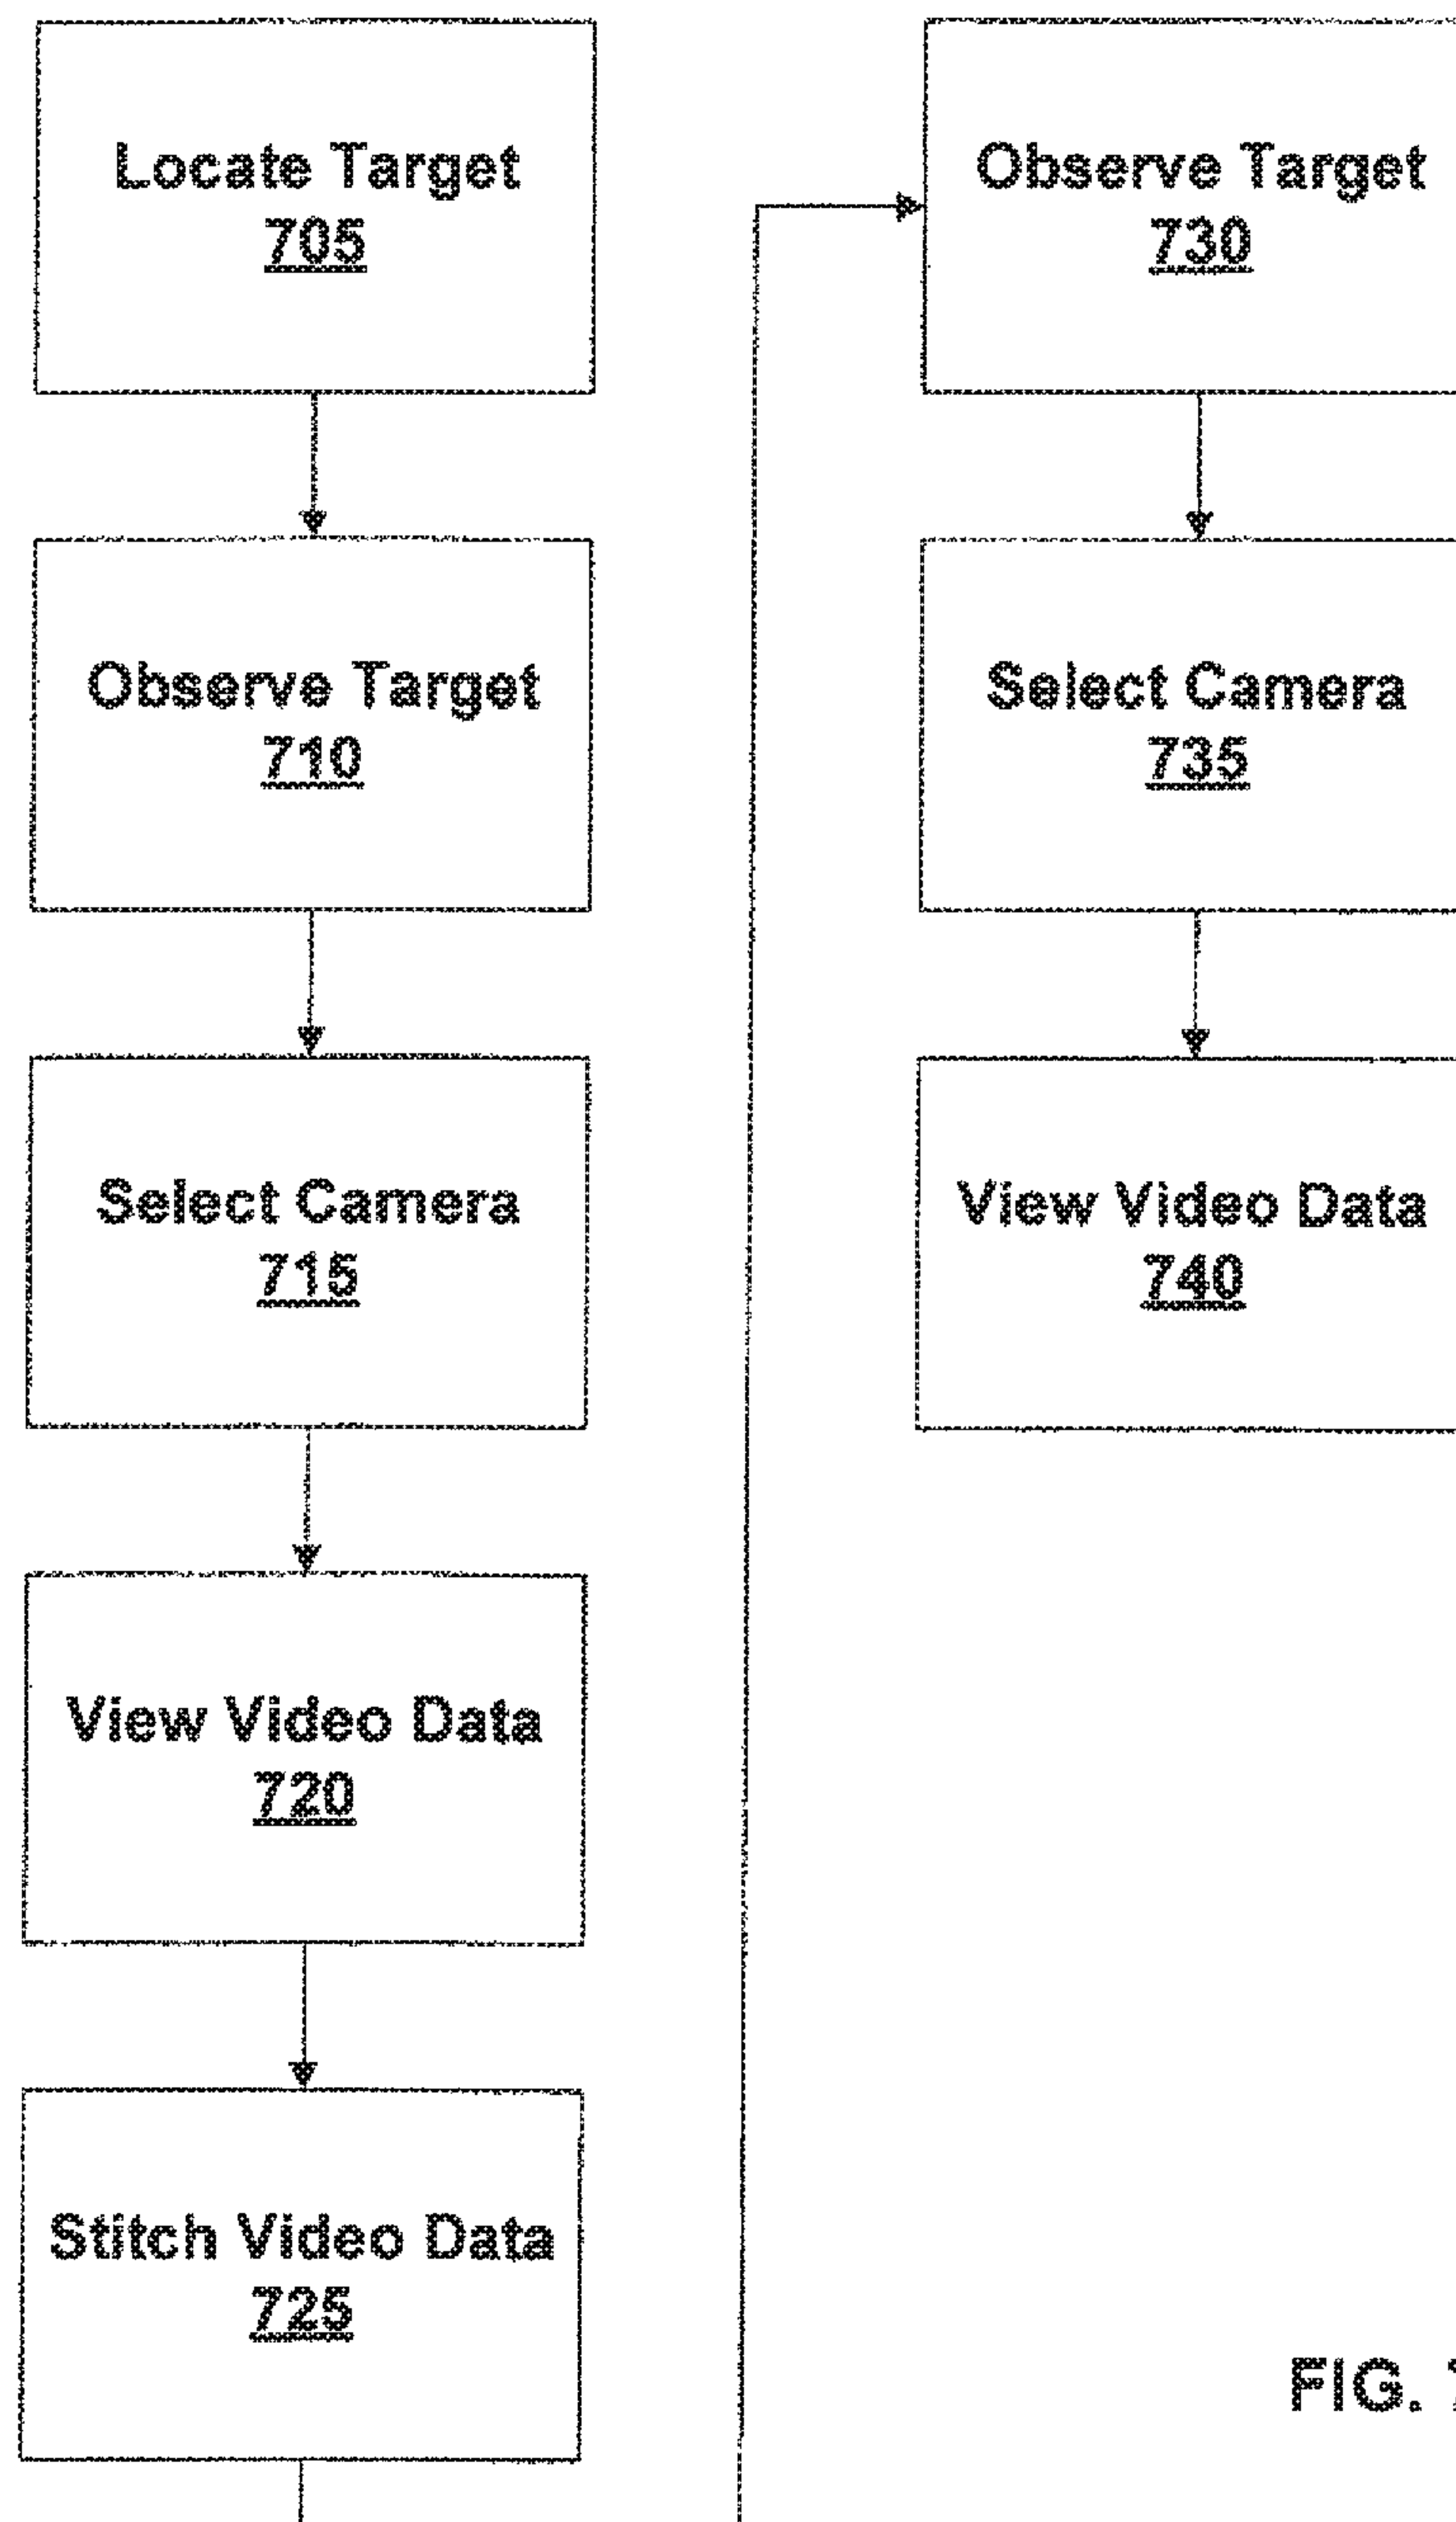 Locate Target
705
Observe Target
710
Select Camera
715
View Video Data
720
Stitch Video Data
725
Observe Target
730
Select Camera
735
View Video Data
740
FIG.